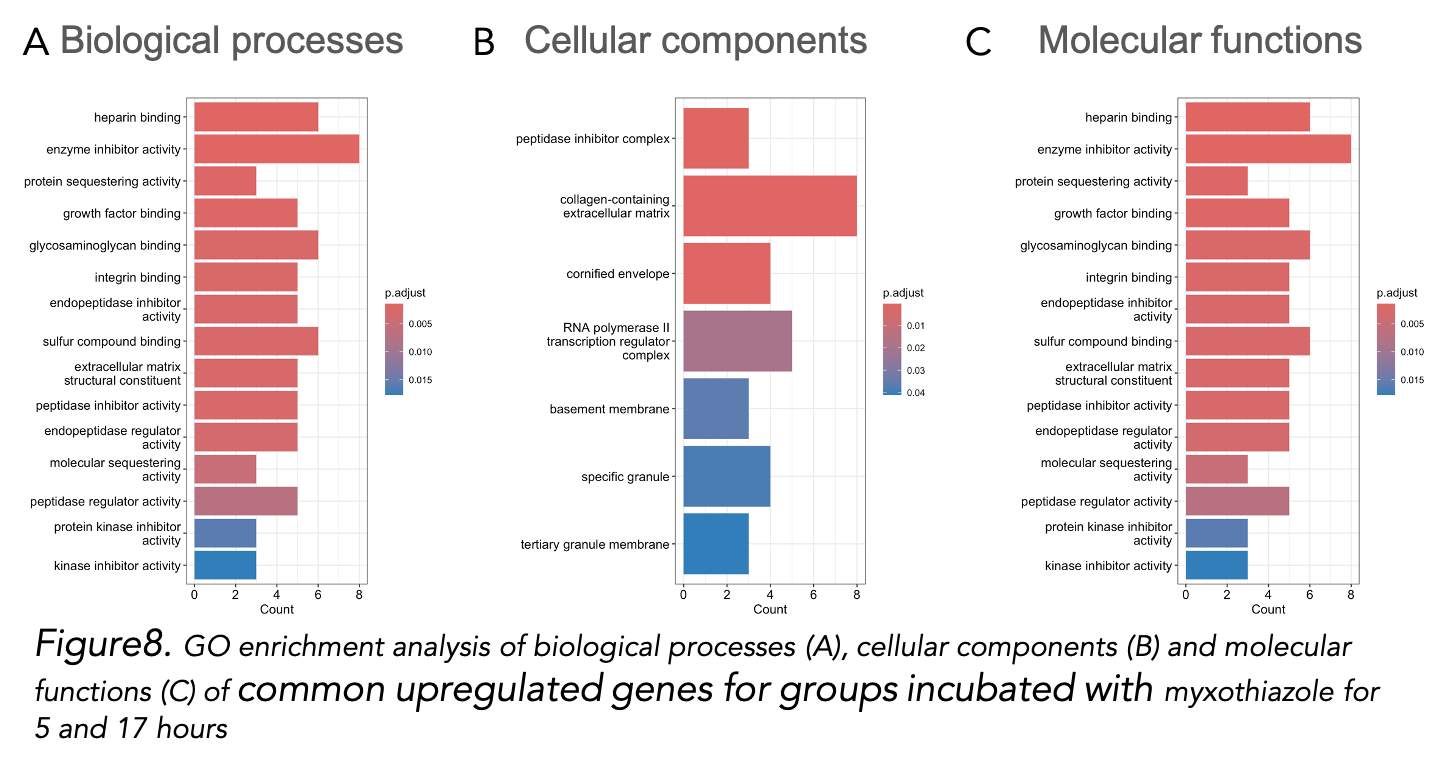 A Biological processes
heparin binding
enzyme inhibitor activity
protein sequestering activity
growth factor binding
glycosaminoglycan binding
integrin binding
endopeptidase inhibitor
activity
sulfur compound binding
extracellular matrix
structural constituent
peptidase inhibitor activity
endopeptidase regulator
activity
molecular sequestering
activity
peptidase regulator activity
protein kinase inhibitor
activity
kinase inhibitor activity
0 2 4 6 8
Count
p.adjust
0.005
0.010
0.015
B Cellular components
peptidase inhibitor complex
collagen-containing
extracellular matrix
cornified envelope
RNA polymerase II
transcription regulator
complex
basement membrane
specific granule
tertiary granule membrane
0 2 4 6 8
Count
p.adjust
0.01
0.02
0.03
0.04
C Molecular functions
heparin binding
enzyme inhibitor activity
protein sequestering activity
growth factor binding
glycosaminoglycan binding
integrin binding
endopeptidase inhibitor
activity
sulfur compound binding
extracellular matrix
structural constituent
peptidase inhibitor activity
endopeptidase regulator
activity
molecular sequestering
activity
peptidase regulator activity
protein kinase inhibitor
activity
kinase inhibitor activity
0 2 4 6 8
Count
p.adjust
0.005
0.010
0.015
Figure8. GO enrichment analysis of biological processes (A), cellular components (B) and molecular
functions (C) of common upregulated genes for groups incubated with myxothiazole for
5 and 17 hours